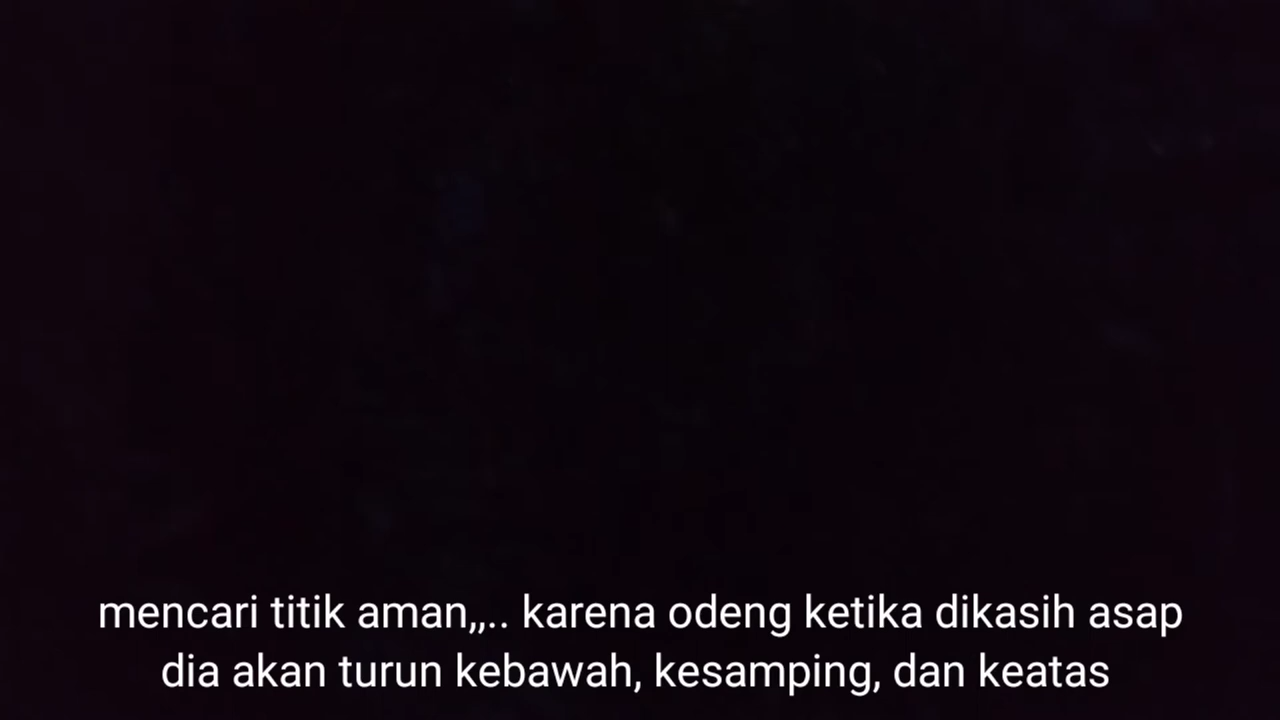 mencari titik aman,,.. karena odeng ketika dikasih asap
dia akan turun kebawah, kesamping, dan keatas